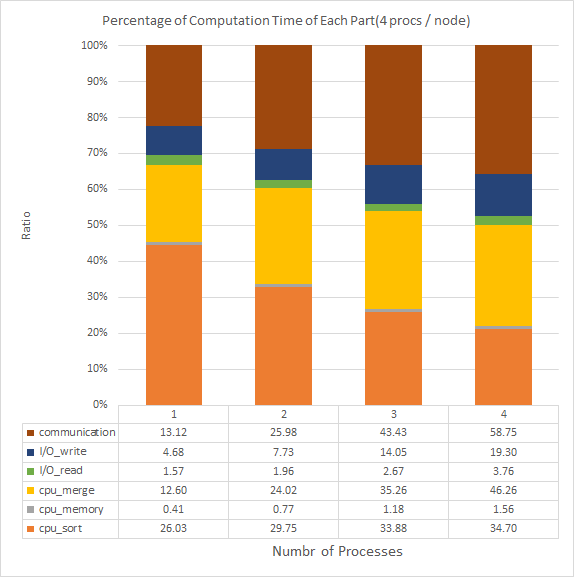 Percentage of Computation Time of Each Part(4 procs / node)
100%
90%
80%
70%
60%
50%
40%
30%
20%
10%
0%
Ratio
1 2 3 4
communication 13.12 25.98 43.43 58.75
I/O_write 4.68 7.73 14.05 19.30
I/O_read 1.57 1.96 2.67 3.76
cpu_merge 12.60 24.02 35.26 46.26
cpu_memory 0.41 0.77 1.18 1.56
cpu_sort 26.03 29.75 33.88 34.70
Numbr of Processes